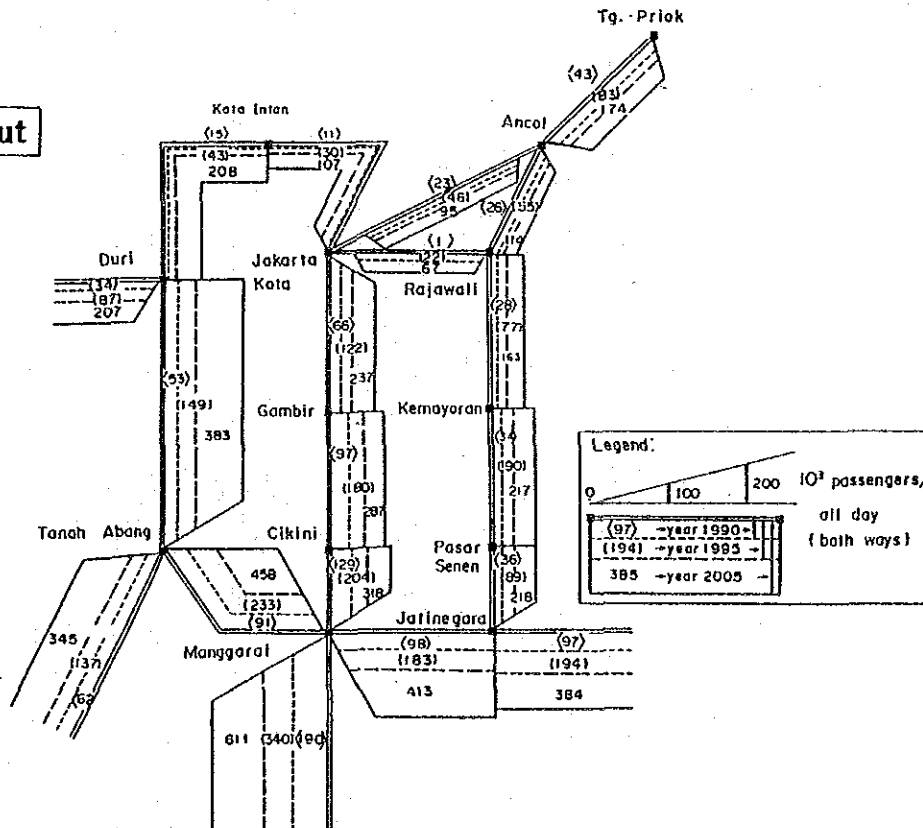 Tg.-Priok
⟨43⟩
(83)
174
Ancol
ut
Kota Intan
⟨15⟩
⟨11⟩
(43)
(30)
208
107
⟨23⟩
(46)
95
⟨26⟩
(55)
119
Duri
⟨34⟩
(87)
207
Jakarta
Kota
⟨1⟩
(22)
67
Rajawali
⟨66⟩
(122)
237
⟨28⟩
77)
163
⟨53⟩
(49)
383
Gambir
Kemayoran
⟨97⟩
(180)
287
⟨34
(90)
217
Tanah Abang
Cikini
Pasar
Senen
⟨129⟩
(204)
318
⟨36⟩
(89)
218
458
(233)
⟨91⟩
Manggarai
Jatinegara
345
(137)
⟨62
⟨98⟩
(183)
413
⟨97⟩
(194)
384
611 (340) ⟨190⟩
Legend:
0 100 200 10³ passengers/
all day
(both ways)
⟨97⟩ →year 1990→
(194) →year 1995→
385 →year 2005→